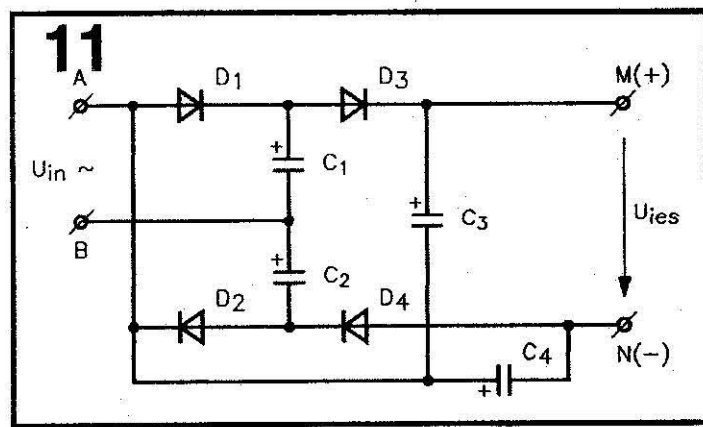 11
A
D1
D3
M(+)
+
C1
Uin ~
+
C3
Uies
B
+
C2
D2
D4
N(-)
C4
+